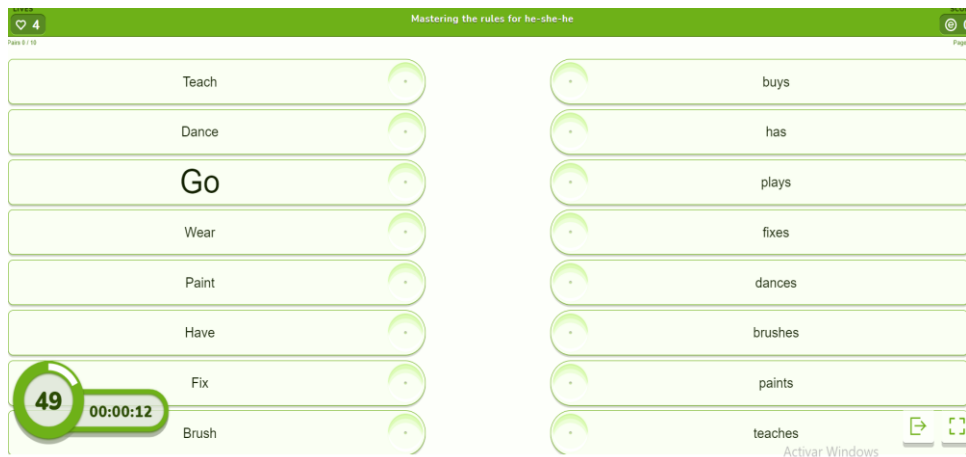 LIVES
4
Mastering the rules for he-she-he
Pairs 0 / 10
Page
Teach
buys
Dance
has
Go
plays
Wear
fixes
Paint
dances
Have
brushes
Fix
paints
49
00:00:12
Brush
teaches
Activar Windows